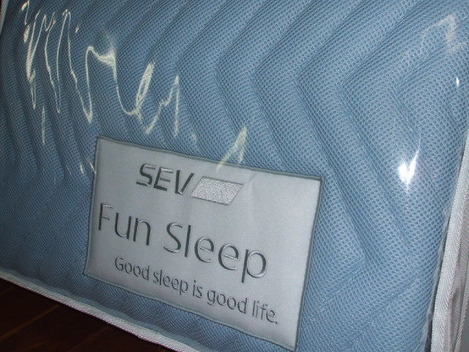 SEV
Fun Sleep
Good sleep is good life.